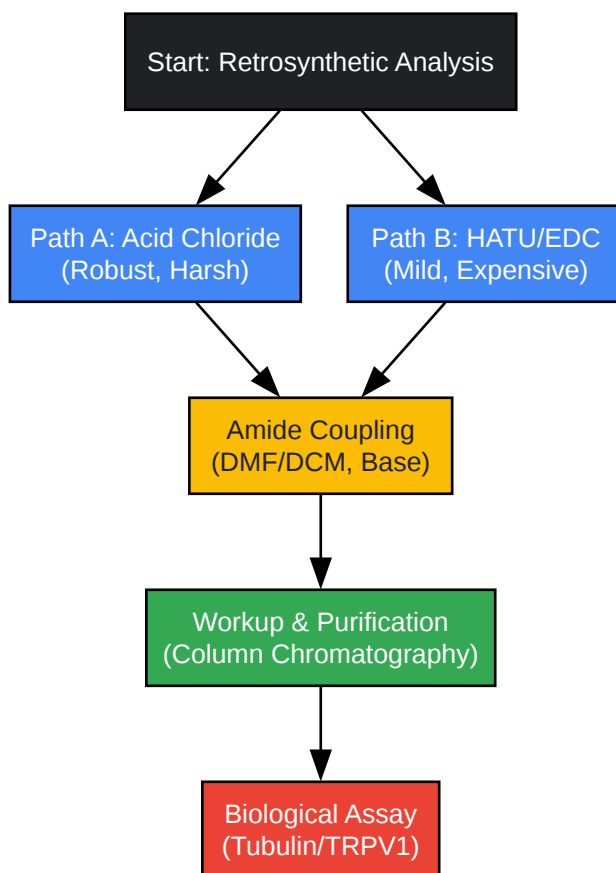 Start: Retrosynthetic Analysis
Path A: Acid Chloride
(Robust, Harsh)
Path B: HATU/EDC
(Mild, Expensive)
Amide Coupling
(DMF/DCM, Base)
Workup & Purification
(Column Chromatography)
Biological Assay
(Tubulin/TRPV1)